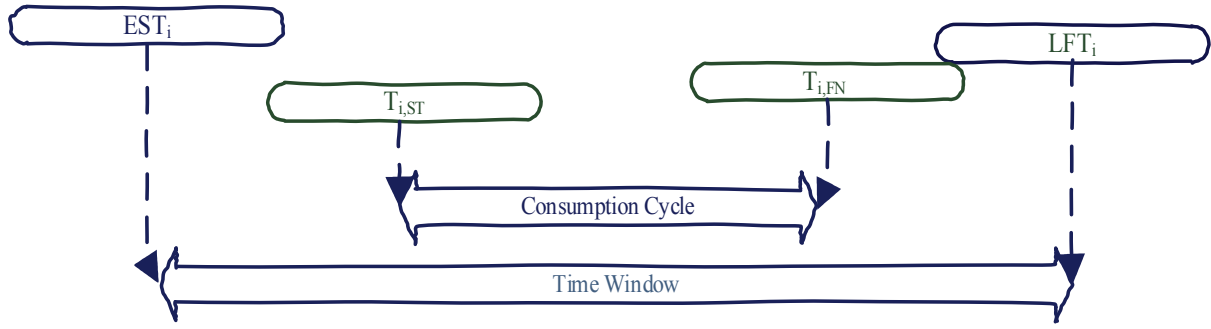 ESTi
LFTi
Ti,ST
Ti,FN
Consumption Cycle
Time Window